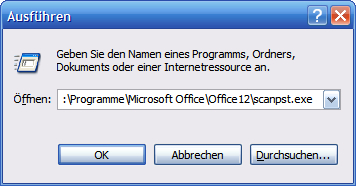 Ausführen
Geben Sie den Namen eines Programms, Ordners,
Dokuments oder einer Internetressource an.
Öffnen: :\Programme\Microsoft Office\Office12\scanpst.exe
OK Abbrechen Durchsuchen...